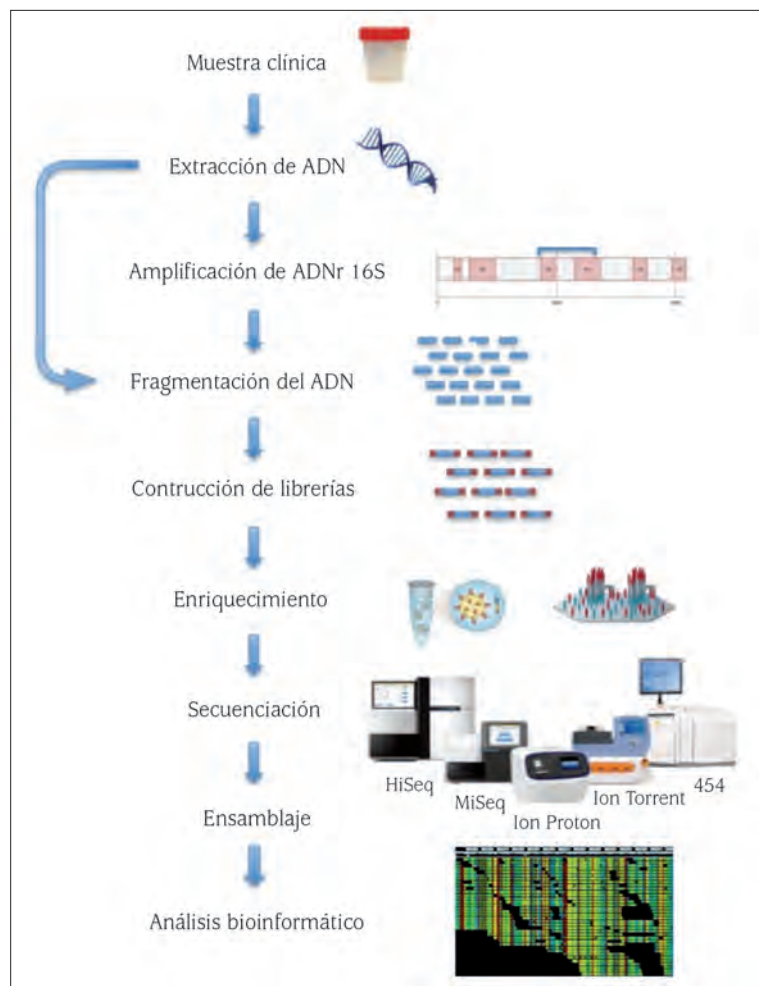 Muestra clínica
Extracción de ADN
Amplificación de ADNr 16S
Fragmentación del ADN
Contrucción de librerías
Enriquecimiento
Secuenciación
HiSeq
MiSeq
Ion Proton
Ion Torrent
454
Ensamblaje
Análisis bioinformático